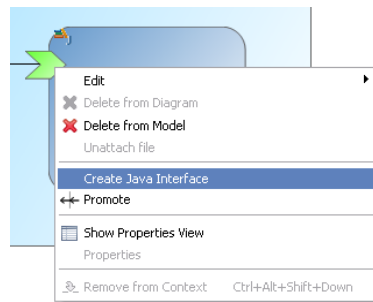 Edit
Delete from Diagram
Delete from Model
Unattach file
Create Java Interface
Promote
Show Properties View
Properties
Remove from Context Ctrl+Alt+Shift+Down